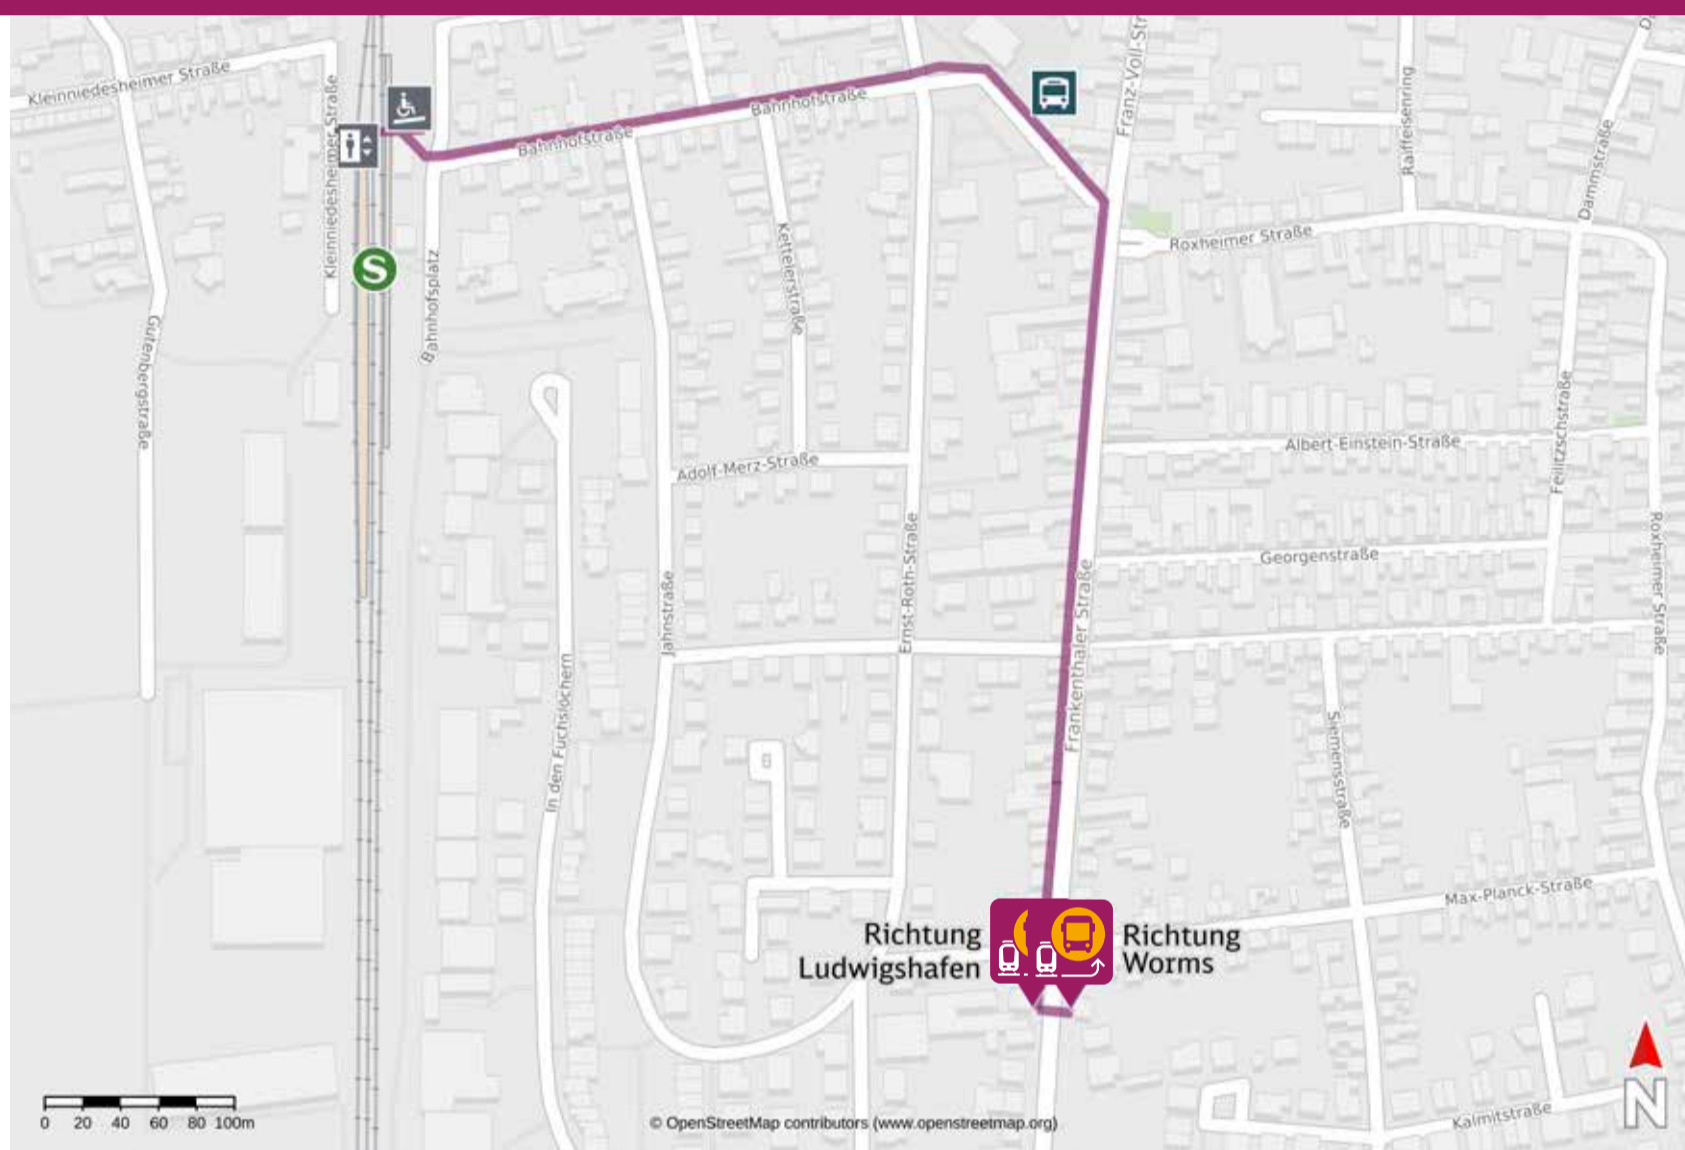 Kleinniedesheimer Straße
Kleinniedesheimer Straße
Bahnhofstraße
Bahnhofstraße
Franz-Voll-Str
Raiffeisenring
Dammstraße
Roxheimer Straße
S
Bahnhofsplatz
Kettelerstraße
Gutenbergstraße
Adolf-Merz-Straße
Albert-Einstein-Straße
Feilitzschstraße
Georgenstraße
Roxheimer Straße
Ernst-Roth-Straße
Jahnstraße
Frankenthaler Straße
In den Fuchslöchern
Siemensstraße
Max-Planck-Straße
Richtung
Ludwigshafen
Richtung
Worms
Kalmitstraße
N
0 20 40 60 80 100m
© OpenStreetMap contributors (www.openstreetmap.org)